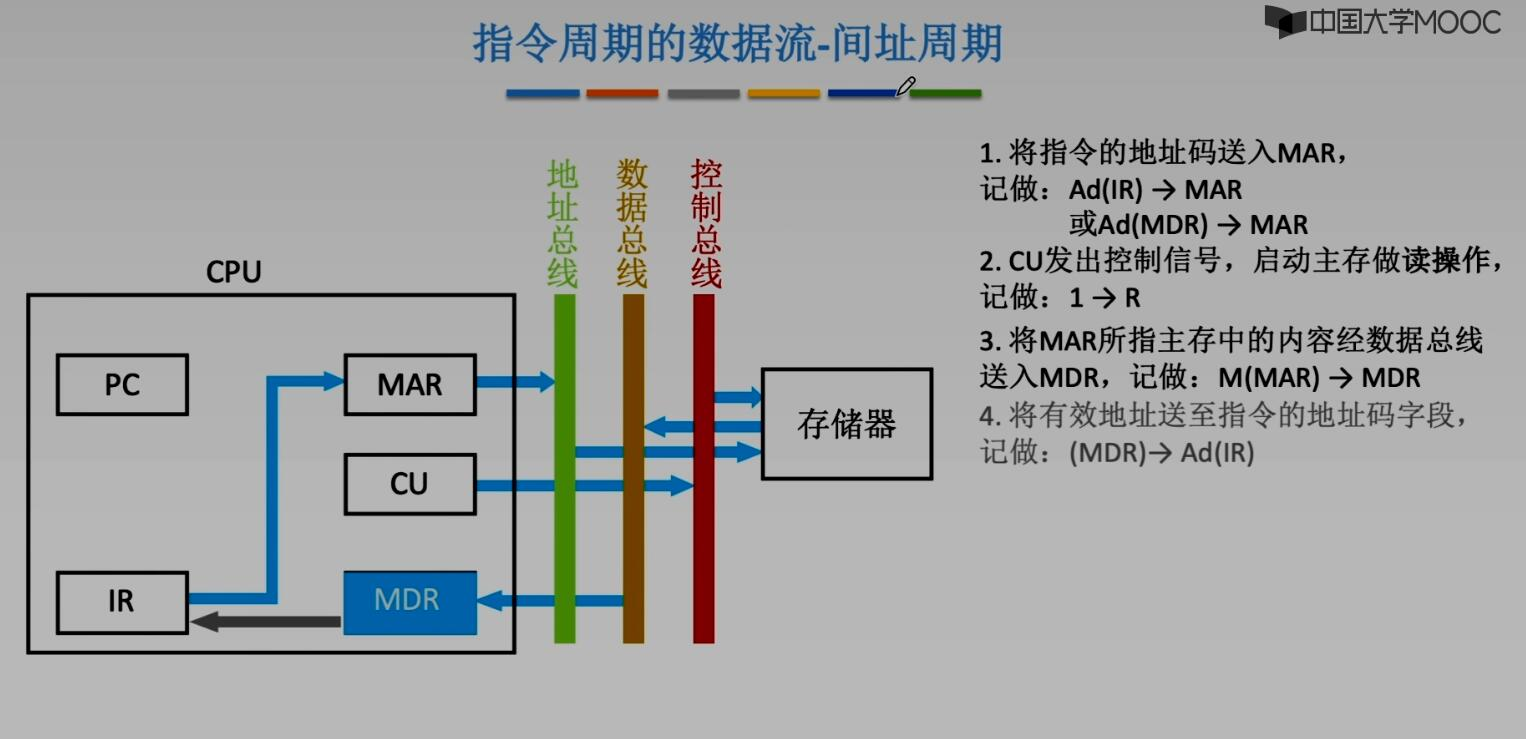 中国大学MOOC
指令周期的数据流-间址周期
地址总线
数据总线
控制总线
CPU
PC
MAR
CU
IR
MDR
存储器
1. 将指令的地址码送入MAR，
记做：Ad(IR) → MAR
或Ad(MDR) → MAR
2. CU发出控制信号，启动主存做读操作，
记做：1 → R
3. 将MAR所指主存中的内容经数据总线
送入MDR，记做：M(MAR) → MDR
4. 将有效地址送至指令的地址码字段，
记做：(MDR)→ Ad(IR)